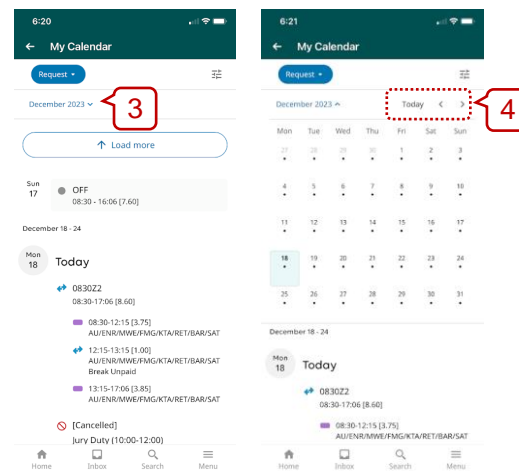 6:20
My Calendar
Request
December 2023
3
Load more
Sun
17
OFF
08:30 - 16:06 [7.60]
December 18 - 24
Mon
18
Today
0830Z2
08:30-17:06 [8.60]
08:30-12:15 [3.75]
AU/ENR/MWE/FMG/KTA/RET/BAR/SAT
12:15-13:15 [1.00]
AU/ENR/MWE/FMG/KTA/RET/BAR/SAT
Break Unpaid
13:15-17:06 [3.85]
AU/ENR/MWE/FMG/KTA/RET/BAR/SAT
[Cancelled]
Jury Duty (10:00-12:00)
Home Inbox Search Menu
6:21
My Calendar
Request
December 2023 Today
4
Mon Tue Wed Thu Fri Sat Sun
27 28 29 30 1 2 3
4 5 6 7 8 9 10
11 12 13 14 15 16 17
18 19 20 21 22 23 24
25 26 27 28 29 30 31
December 18 - 24
Mon
18
Today
0830Z2
08:30-17:06 [8.60]
08:30-12:15 [3.75]
AU/ENR/MWE/FMG/KTA/RET/BAR/SAT
Home Inbox Search Menu